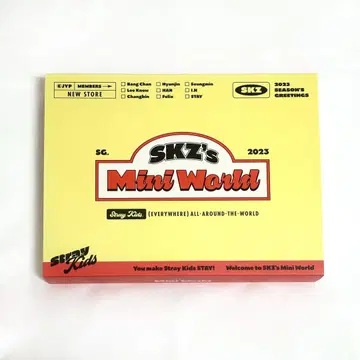 JYP MEMBERS
NEW STORE
Bang Chan Hyunjin Seungmin
Lee Know HAN I.N
Changbin Felix STAY
SKZ
2023
SEASON'S
GREETINGS
SG. 2023
SKZ's
Mini World
Stray Kids (EVERYWHERE) ALL·AROUND·THE·WORLD
Stray
Kids
You make Stray Kids STAY! Welcome to SKZ's Mini World